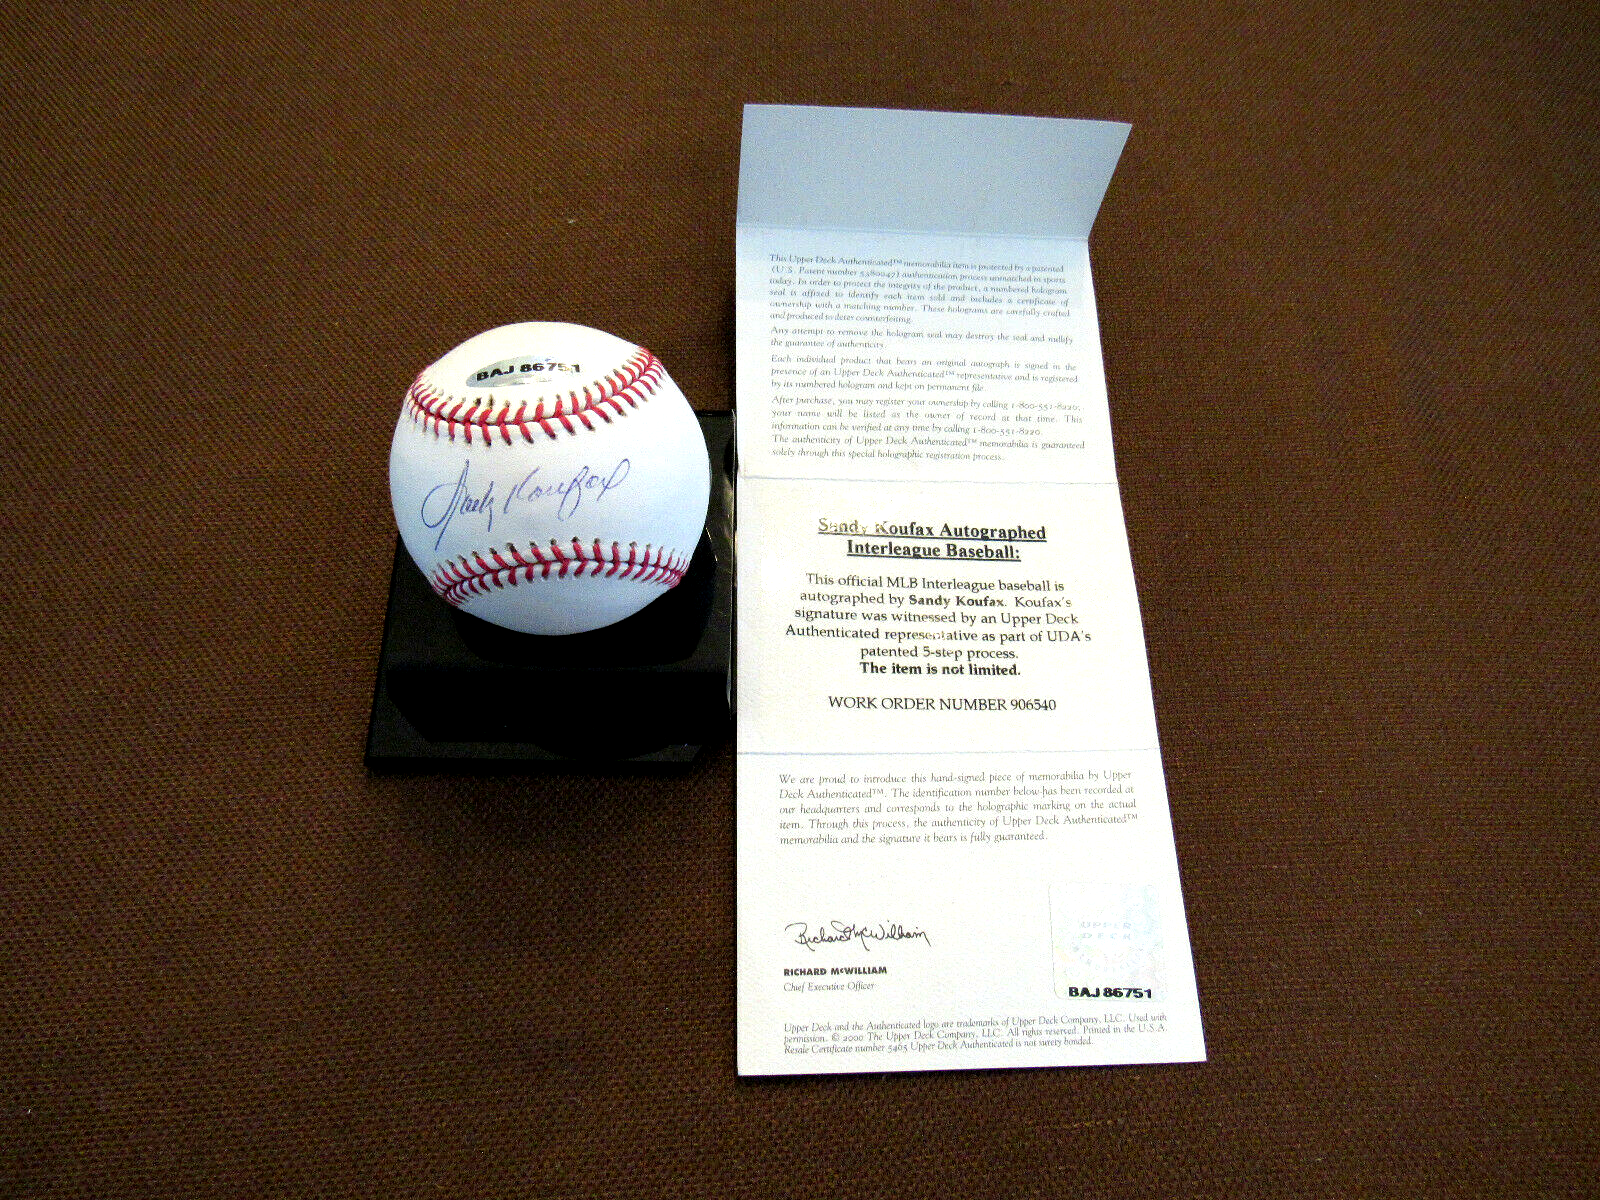 BAJ 86751
Sandy Koufax
This Upper Deck Authenticated™ memorabilia item is protected by a patented
(U.S. Patent number 5380047) authentication process unmatched in sports
today. In order to protect the integrity of the product, a numbered hologram
seal is affixed to identify each item sold and includes a certificate of
ownership with a matching number. These holograms are carefully crafted
and produced to deter counterfeiting.
Any attempt to remove the hologram seal may destroy the seal and nullify
the guarantee of authenticity.
Each individual product that bears an original autograph is signed in the
presence of an Upper Deck Authenticated™ representative and is registered
by its numbered hologram and kept on permanent file.
After purchase, you may register your ownership by calling 1-800-551-8220;
your name will be listed as the owner of record at that time. This
information can be verified at any time by calling 1-800-551-8220.
The authenticity of Upper Deck Authenticated™ memorabilia is guaranteed
solely through this special holographic registration process.
Sandy Koufax Autographed
Interleague Baseball:
This official MLB Interleague baseball is
autographed by Sandy Koufax. Koufax's
signature was witnessed by an Upper Deck
Authenticated representative as part of UDA's
patented 5-step process.
The item is not limited.
WORK ORDER NUMBER 906540
We are proud to introduce this hand-signed piece of memorabilia by Upper
Deck Authenticated™. The identification number below has been recorded at
our headquarters and corresponds to the holographic marking on the actual
item. Through this process, the authenticity of Upper Deck Authenticated™
memorabilia and the signature it bears is fully guaranteed.
Richard McWilliam
RICHARD McWILLIAM
Chief Executive Officer
UPPER
DECK
BAJ 86751
Upper Deck and the Authenticated logo are trademarks of Upper Deck Company, LLC. Used with
permission. © 2000 The Upper Deck Company, LLC. All rights reserved. Printed in the U.S.A.
Resale Certificate number 5465 Upper Deck Authenticated is not surety bonded.